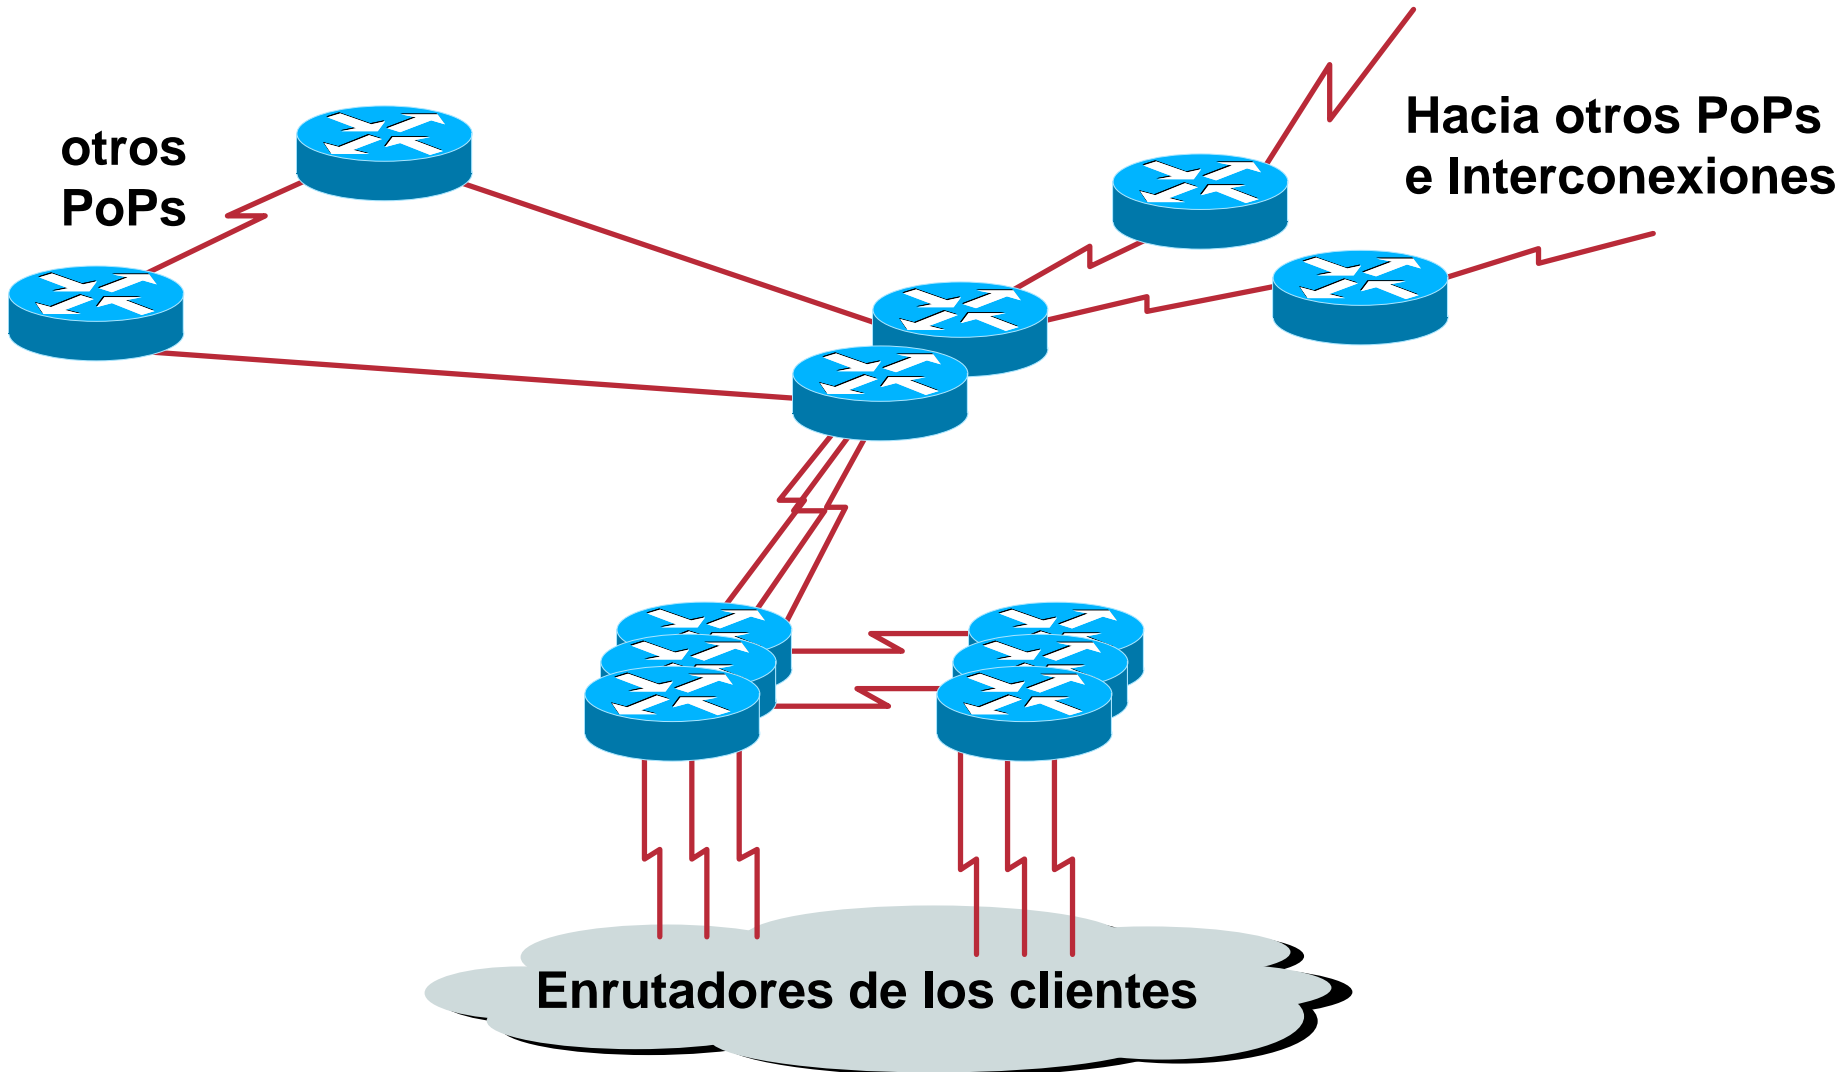 otros
PoPs
Hacia otros PoPs
e Interconexiones
Enrutadores de los clientes